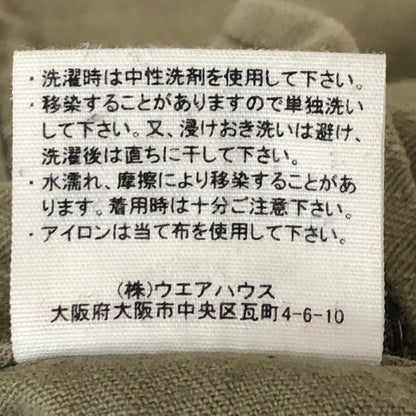 ・洗濯時は中性洗剤を使用して下さい。
・移染することがありますので単独洗い
して下さい。又、浸けおき洗いは避け、
洗濯後は直ちに干して下さい。
・水濡れ、摩擦により移染することがあ
ります。着用時は十分ご注意下さい。
・アイロンは当て布を使用して下さい。
(株)ウエアハウス
大阪府大阪市中央区瓦町4-6-10